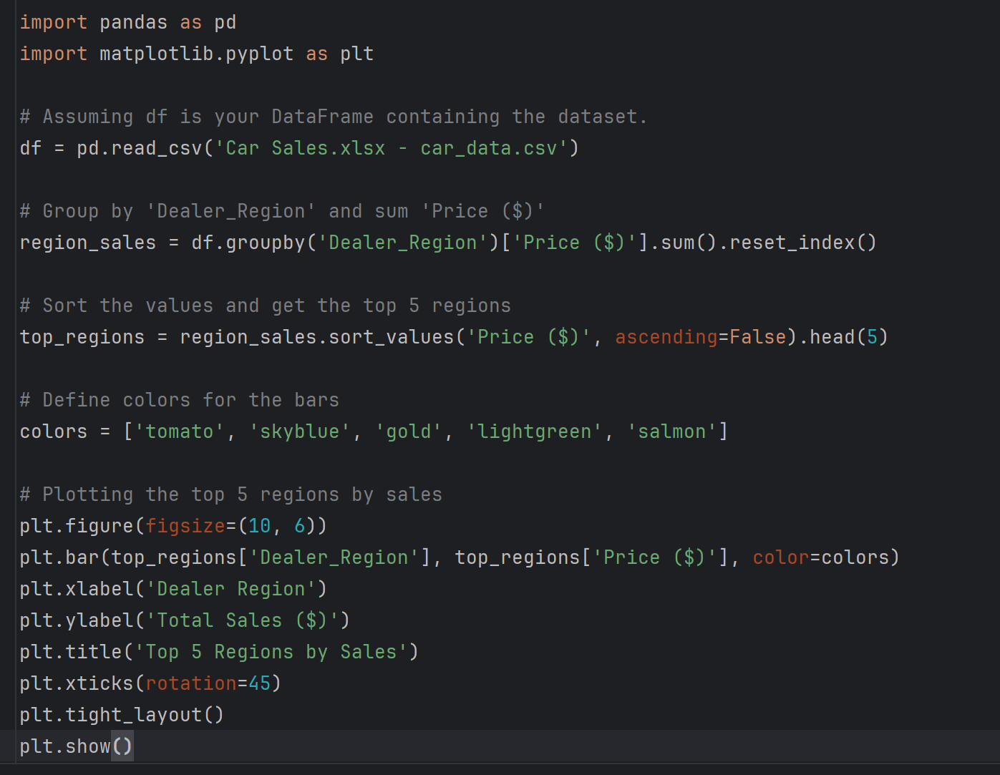 import pandas as pd
import matplotlib.pyplot as plt
# Assuming df is your DataFrame containing the dataset.
df = pd.read_csv('Car Sales.xlsx - car_data.csv')
# Group by 'Dealer_Region' and sum 'Price ($)'
region_sales = df.groupby('Dealer_Region')['Price ($)'].sum().reset_index()
# Sort the values and get the top 5 regions
top_regions = region_sales.sort_values('Price ($)', ascending=False).head(5)
# Define colors for the bars
colors = ['tomato', 'skyblue', 'gold', 'lightgreen', 'salmon']
# Plotting the top 5 regions by sales
plt.figure(figsize=(10, 6))
plt.bar(top_regions['Dealer_Region'], top_regions['Price ($)'], color=colors)
plt.xlabel('Dealer Region')
plt.ylabel('Total Sales ($)')
plt.title('Top 5 Regions by Sales')
plt.xticks(rotation=45)
plt.tight_layout()
plt.show()